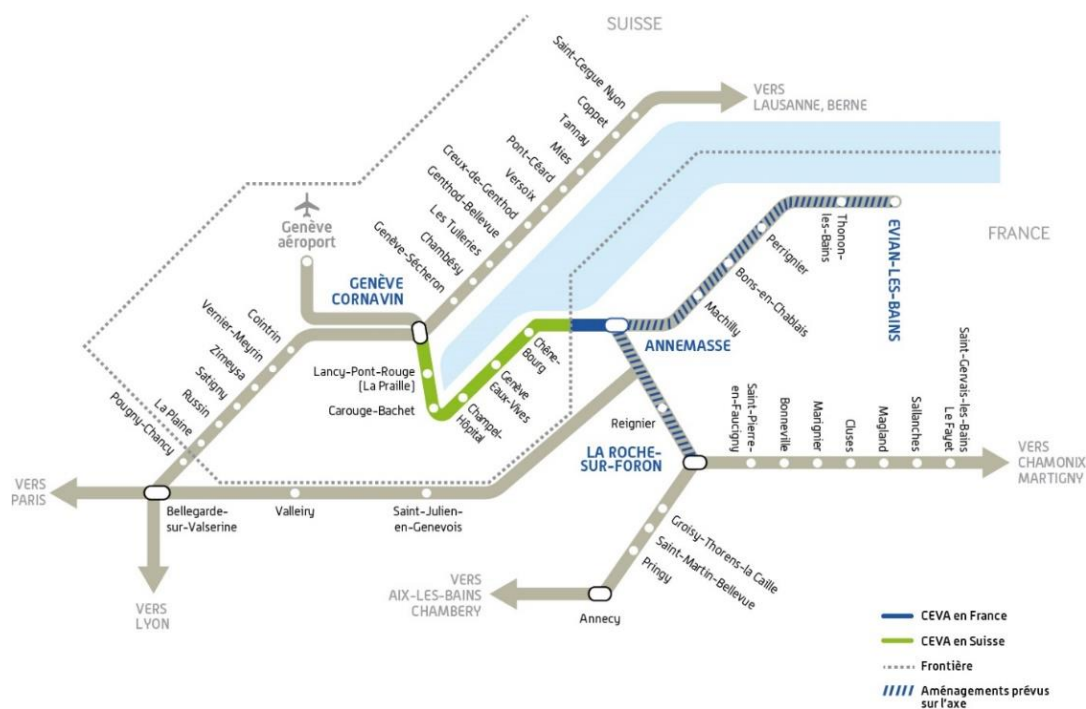 SUISSE
VERS
LAUSANNE, BERNE
Saint-Cergue Nyon
Coppet
Tannay
Mies
Pont-Céard
Versoix
Creux-de-Genthod
Genthod-Bellevue
Les Tuileries
Chambésy
Genève-Sécheron
Genève
aéroport
GENÈVE
CORNAVIN
Cointrin
Vernier-Meyrin
Zimeysa
Satigny
Russin
La Plaine
Pougny-Chancy
Lancy-Pont-Rouge
(La Praille)
Carouge-Bachet
Champel-
Hôpital
Genève
Eaux-Vives
Chêne-
Bourg
ANNEMASSE
Machilly
Bons-en-Chablais
Perrignier
Thonon-
les-Bains
EVIAN-LES-BAINS
FRANCE
Reignier
LA ROCHE-
SUR-FORON
Saint-Pierre-
en-Faucigny
Bonneville
Marignier
Cluses
Magland
Sallanches
Saint-Gervais-les-Bains
Le Fayet
VERS
CHAMONIX
MARTIGNY
VERS
PARIS
Bellegarde-
sur-Valserine
Valleiry
Saint-Julien-
en-Genevois
VERS
LYON
Groisy-Thorens-la Caille
Saint-Martin-Bellevue
Pringy
VERS
AIX-LES-BAINS
CHAMBERY
Annecy
CEVA en France
CEVA en Suisse
Frontière
Aménagements prévus
sur l'axe